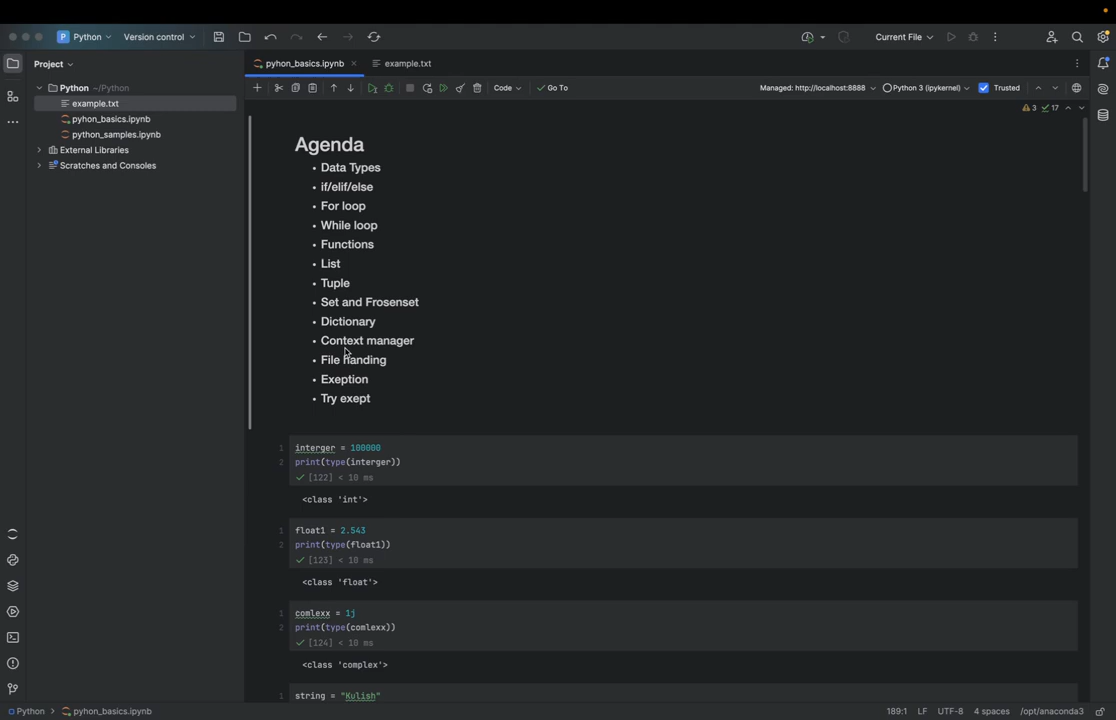 P Python Version control Current File
Project
pyhon_basics.ipynb example.txt
Python ~/Python
example.txt
pyhon_basics.ipynb
python_samples.ipynb
External Libraries
Scratches and Consoles
Code Go To Managed: http://localhost:8888 Python 3 (ipykernel) Trusted
3 17
Agenda
• Data Types
• if/elif/else
• For loop
• While loop
• Functions
• List
• Tuple
• Set and Frosenset
• Dictionary
• Context manager
• File handing
• Exeption
• Try exept
1 interger = 100000
2 print(type(interger))
[122] < 10 ms
<class 'int'>
1 float1 = 2.543
2 print(type(float1))
[123] < 10 ms
<class 'float'>
1 comlexx = 1j
2 print(type(comlexx))
[124] < 10 ms
<class 'complex'>
1 string = "Kulish"
Python > pyhon_basics.ipynb 189:1 LF UTF-8 4 spaces /opt/anaconda3